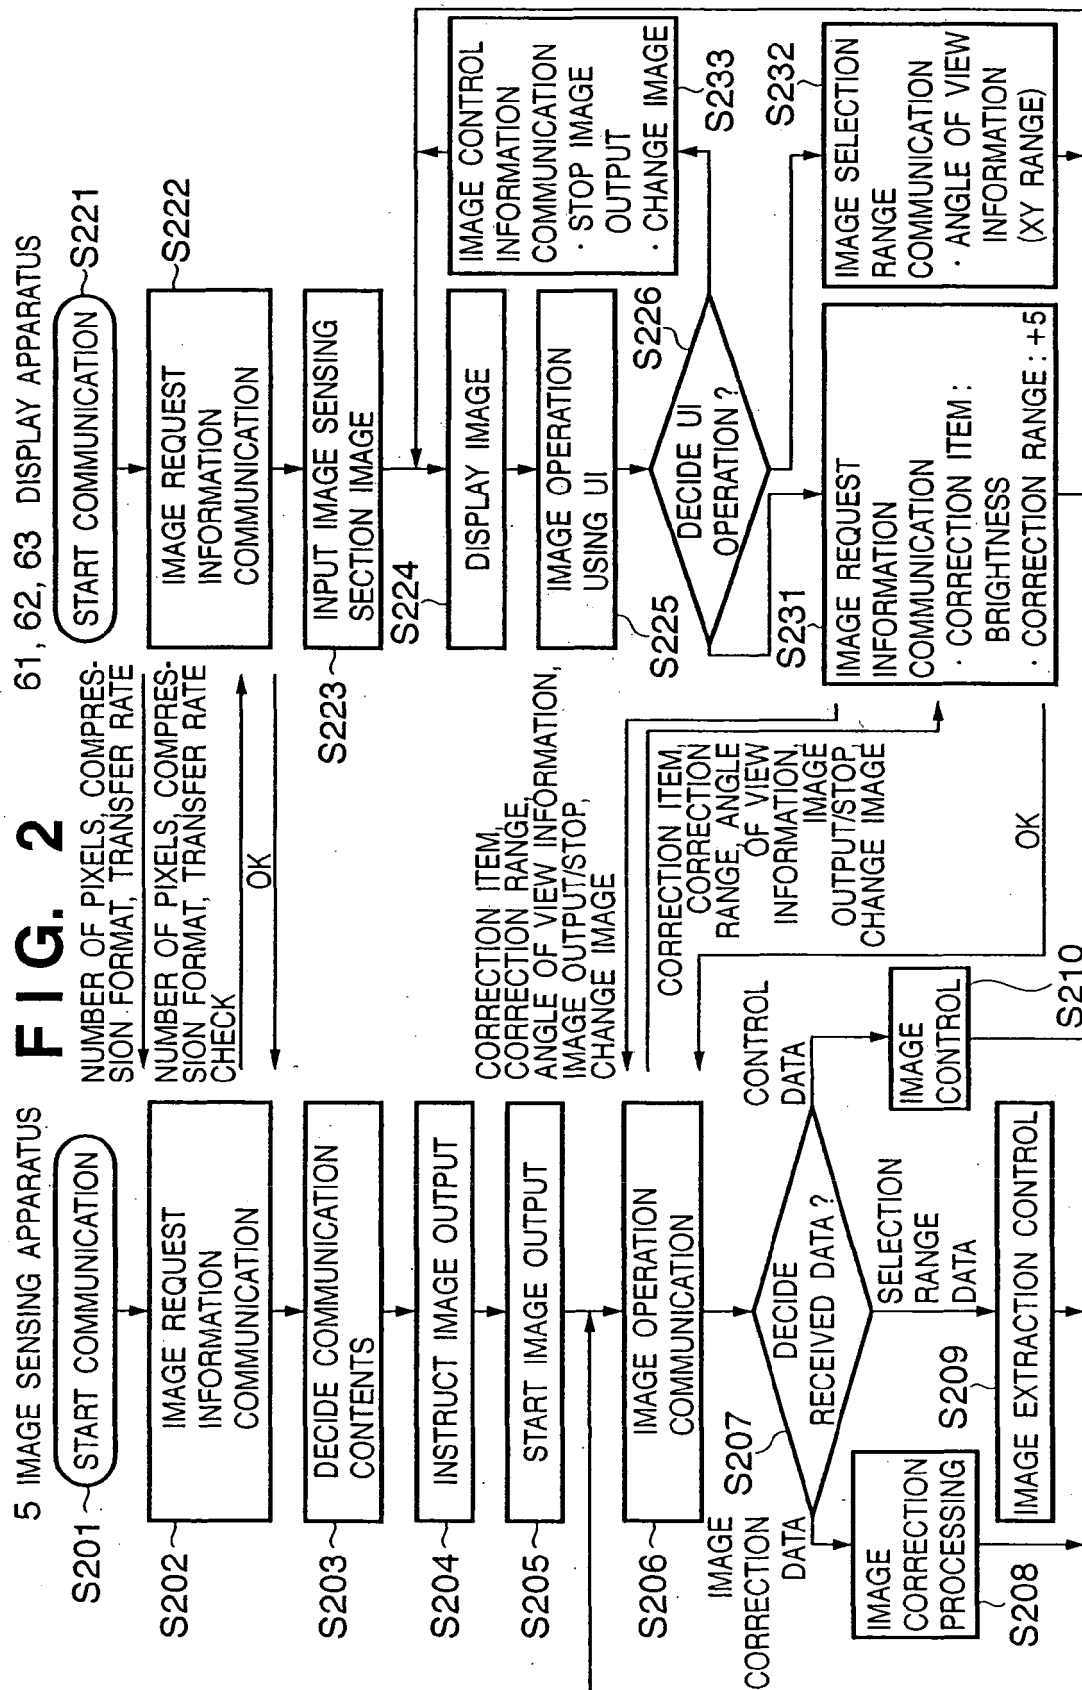 FIG. 2
5 IMAGE SENSING APPARATUS
S201
START COMMUNICATION
S202
IMAGE REQUEST
INFORMATION
COMMUNICATION
S203
DECIDE COMMUNICATION
CONTENTS
S204
INSTRUCT IMAGE OUTPUT
S205
START IMAGE OUTPUT
S206
IMAGE OPERATION
COMMUNICATION
S207
DECIDE
RECEIVED DATA?
IMAGE
CORRECTION
DATA
SELECTION
RANGE
DATA
CONTROL
DATA
IMAGE
CORRECTION
PROCESSING
S208
S209
IMAGE EXTRACTION CONTROL
IMAGE
CONTROL
S210
NUMBER OF PIXELS, COMPRES-
SION FORMAT, TRANSFER RATE
NUMBER OF PIXELS, COMPRES-
SION FORMAT, TRANSFER RATE
CHECK
OK
CORRECTION ITEM,
CORRECTION RANGE,
ANGLE OF VIEW INFORMATION,
IMAGE OUTPUT/STOP,
CHANGE IMAGE
CORRECTION ITEM,
CORRECTION
RANGE, ANGLE
OF VIEW
INFORMATION,
IMAGE
OUTPUT/STOP,
CHANGE IMAGE
OK
61, 62, 63 DISPLAY APPARATUS
START COMMUNICATION
S221
IMAGE REQUEST
INFORMATION
COMMUNICATION
S222
INPUT IMAGE SENSING
SECTION IMAGE
S223
S224
DISPLAY IMAGE
IMAGE OPERATION
USING UI
S225
DECIDE UI
OPERATION?
S226
S231
IMAGE REQUEST
INFORMATION
COMMUNICATION
· CORRECTION ITEM :
BRIGHTNESS
· CORRECTION RANGE : +5
IMAGE SELECTION
RANGE
COMMUNICATION
· ANGLE OF VIEW
INFORMATION
(XY RANGE)
S232
IMAGE CONTROL
INFORMATION
COMMUNICATION
· STOP IMAGE
OUTPUT
· CHANGE IMAGE
S233